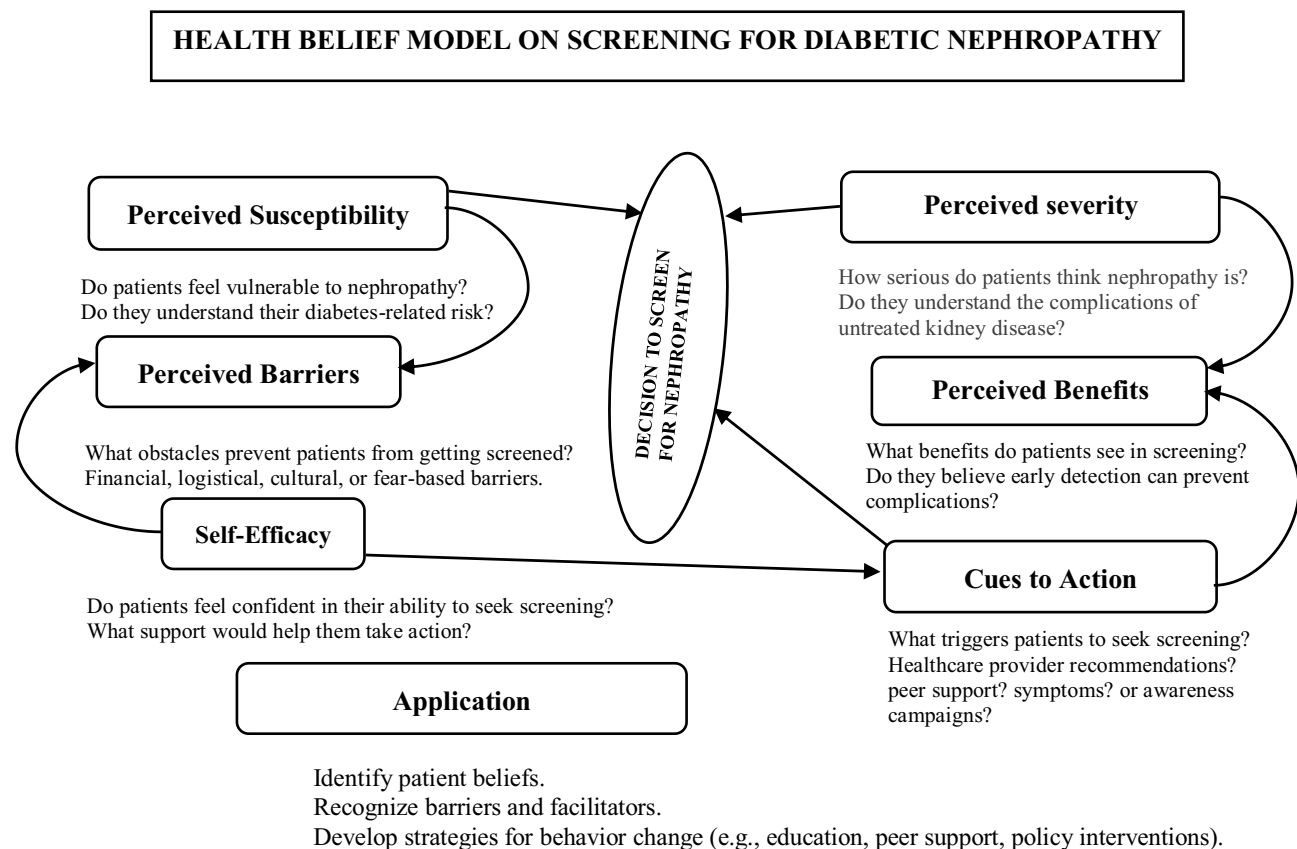 HEALTH BELIEF MODEL ON SCREENING FOR DIABETIC NEPHROPATHY
Perceived Susceptibility
Do patients feel vulnerable to nephropathy?
Do they understand their diabetes-related risk?
Perceived Barriers
What obstacles prevent patients from getting screened?
Financial, logistical, cultural, or fear-based barriers.
Self-Efficacy
Do patients feel confident in their ability to seek screening?
What support would help them take action?
DECISION TO SCREEN
FOR NEPHROPATHY
Perceived severity
How serious do patients think nephropathy is?
Do they understand the complications of
untreated kidney disease?
Perceived Benefits
What benefits do patients see in screening?
Do they believe early detection can prevent
complications?
Cues to Action
What triggers patients to seek screening?
Healthcare provider recommendations?
peer support? symptoms? or awareness
campaigns?
Application
Identify patient beliefs.
Recognize barriers and facilitators.
Develop strategies for behavior change (e.g., education, peer support, policy interventions).